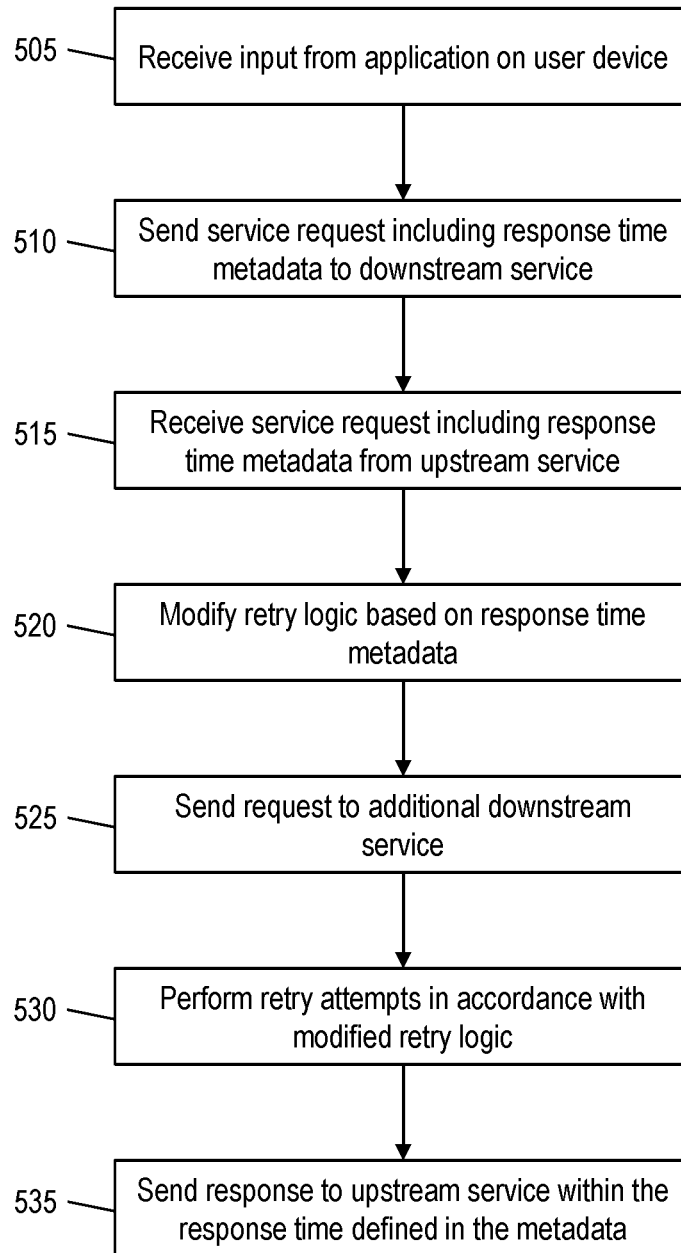 505
Receive input from application on user device
510
Send service request including response time
metadata to downstream service
515
Receive service request including response
time metadata from upstream service
520
Modify retry logic based on response time
metadata
525
Send request to additional downstream
service
530
Perform retry attempts in accordance with
modified retry logic
535
Send response to upstream service within the
response time defined in the metadata